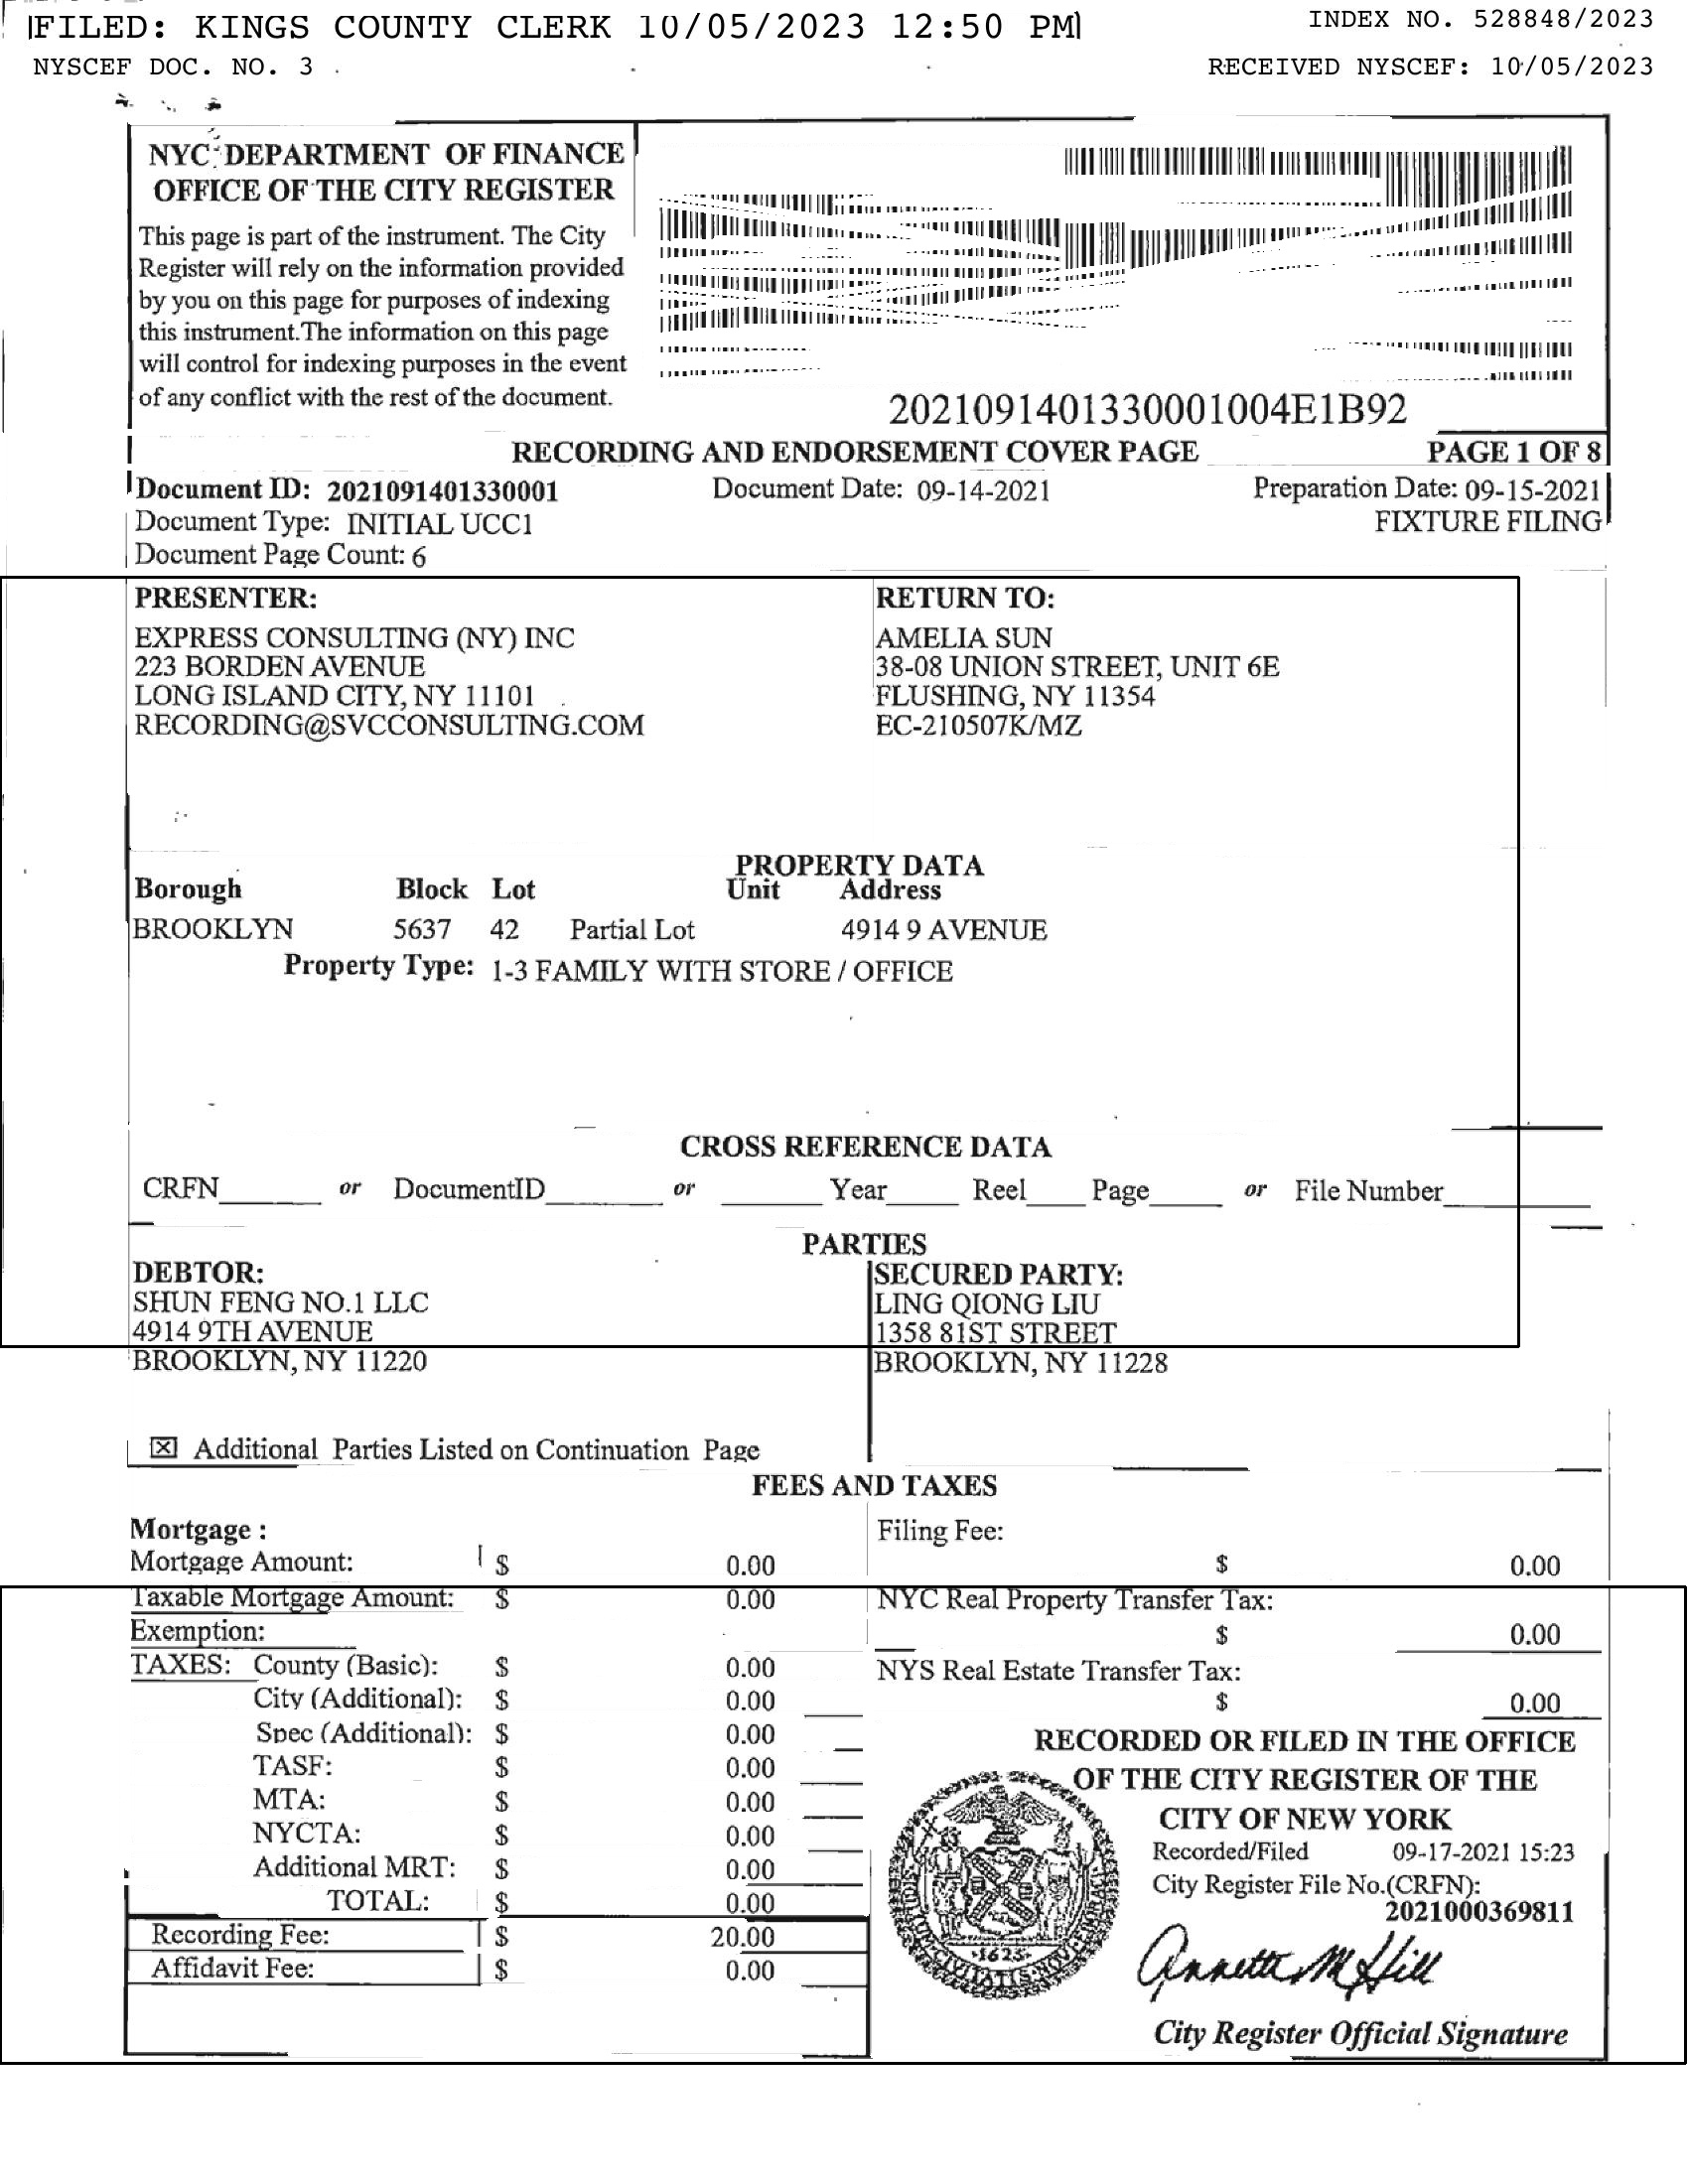 FILED: KINGS COUNTY CLERK 10/05/2023 12:50 PM
INDEX NO. 528848/2023
NYSCEF DOC. NO. 3
RECEIVED NYSCEF: 10/05/2023
NYC DEPARTMENT OF FINANCE
OFFICE OF THE CITY REGISTER
This page is part of the instrument. The City
Register will rely on the information provided
by you on this page for purposes of indexing
this instrument.The information on this page
will control for indexing purposes in the event
of any conflict with the rest of the document.
2021091401330001004E1B92
RECORDING AND ENDORSEMENT COVER PAGE PAGE 1 OF 8
Document ID: 2021091401330001 Document Date: 09-14-2021 Preparation Date: 09-15-2021
Document Type: INITIAL UCC1 FIXTURE FILING
Document Page Count: 6
PRESENTER:
EXPRESS CONSULTING (NY) INC
223 BORDEN AVENUE
LONG ISLAND CITY, NY 11101
RECORDING@SVCCONSULTING.COM
RETURN TO:
AMELIA SUN
38-08 UNION STREET, UNIT 6E
FLUSHING, NY 11354
EC-210507K/MZ
PROPERTY DATA
Borough Block Lot Unit Address
BROOKLYN 5637 42 Partial Lot 4914 9 AVENUE
Property Type: 1-3 FAMILY WITH STORE / OFFICE
CROSS REFERENCE DATA
CRFN______ or DocumentID_______ or ______ Year____ Reel___ Page____ or File Number________
PARTIES
DEBTOR:
SHUN FENG NO.1 LLC
4914 9TH AVENUE
BROOKLYN, NY 11220
SECURED PARTY:
LING QIONG LIU
1358 81ST STREET
BROOKLYN, NY 11228
☒ Additional Parties Listed on Continuation Page
FEES AND TAXES
Mortgage :
Mortgage Amount: $ 0.00
Taxable Mortgage Amount: $ 0.00
Exemption:
TAXES: County (Basic): $ 0.00
City (Additional): $ 0.00
Spec (Additional): $ 0.00
TASF: $ 0.00
MTA: $ 0.00
NYCTA: $ 0.00
Additional MRT: $ 0.00
TOTAL: $ 0.00
Recording Fee: $ 20.00
Affidavit Fee: $ 0.00
Filing Fee:
$ 0.00
NYC Real Property Transfer Tax:
$ 0.00
NYS Real Estate Transfer Tax:
$ 0.00
RECORDED OR FILED IN THE OFFICE
OF THE CITY REGISTER OF THE
CITY OF NEW YORK
Recorded/Filed 09-17-2021 15:23
City Register File No.(CRFN):
2021000369811
1625
Annette M Hill
City Register Official Signature